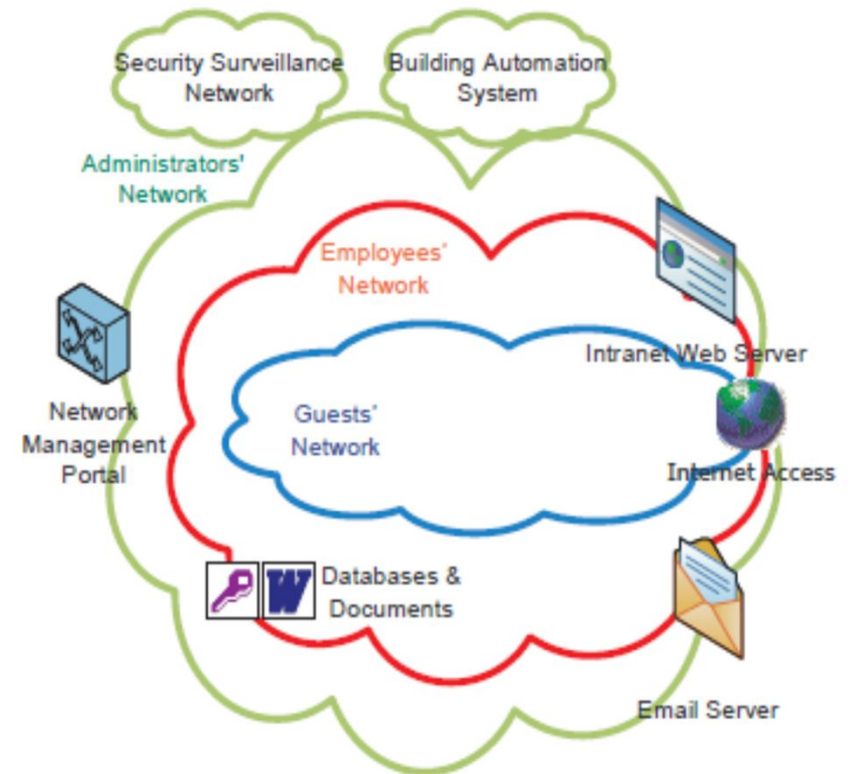 Security Surveillance
Network
Building Automation
System
Administrators'
Network
Employees'
Network
Intranet Web Server
Network
Management
Portal
Guests'
Network
Internet Access
W
Databases &
Documents
Email Server